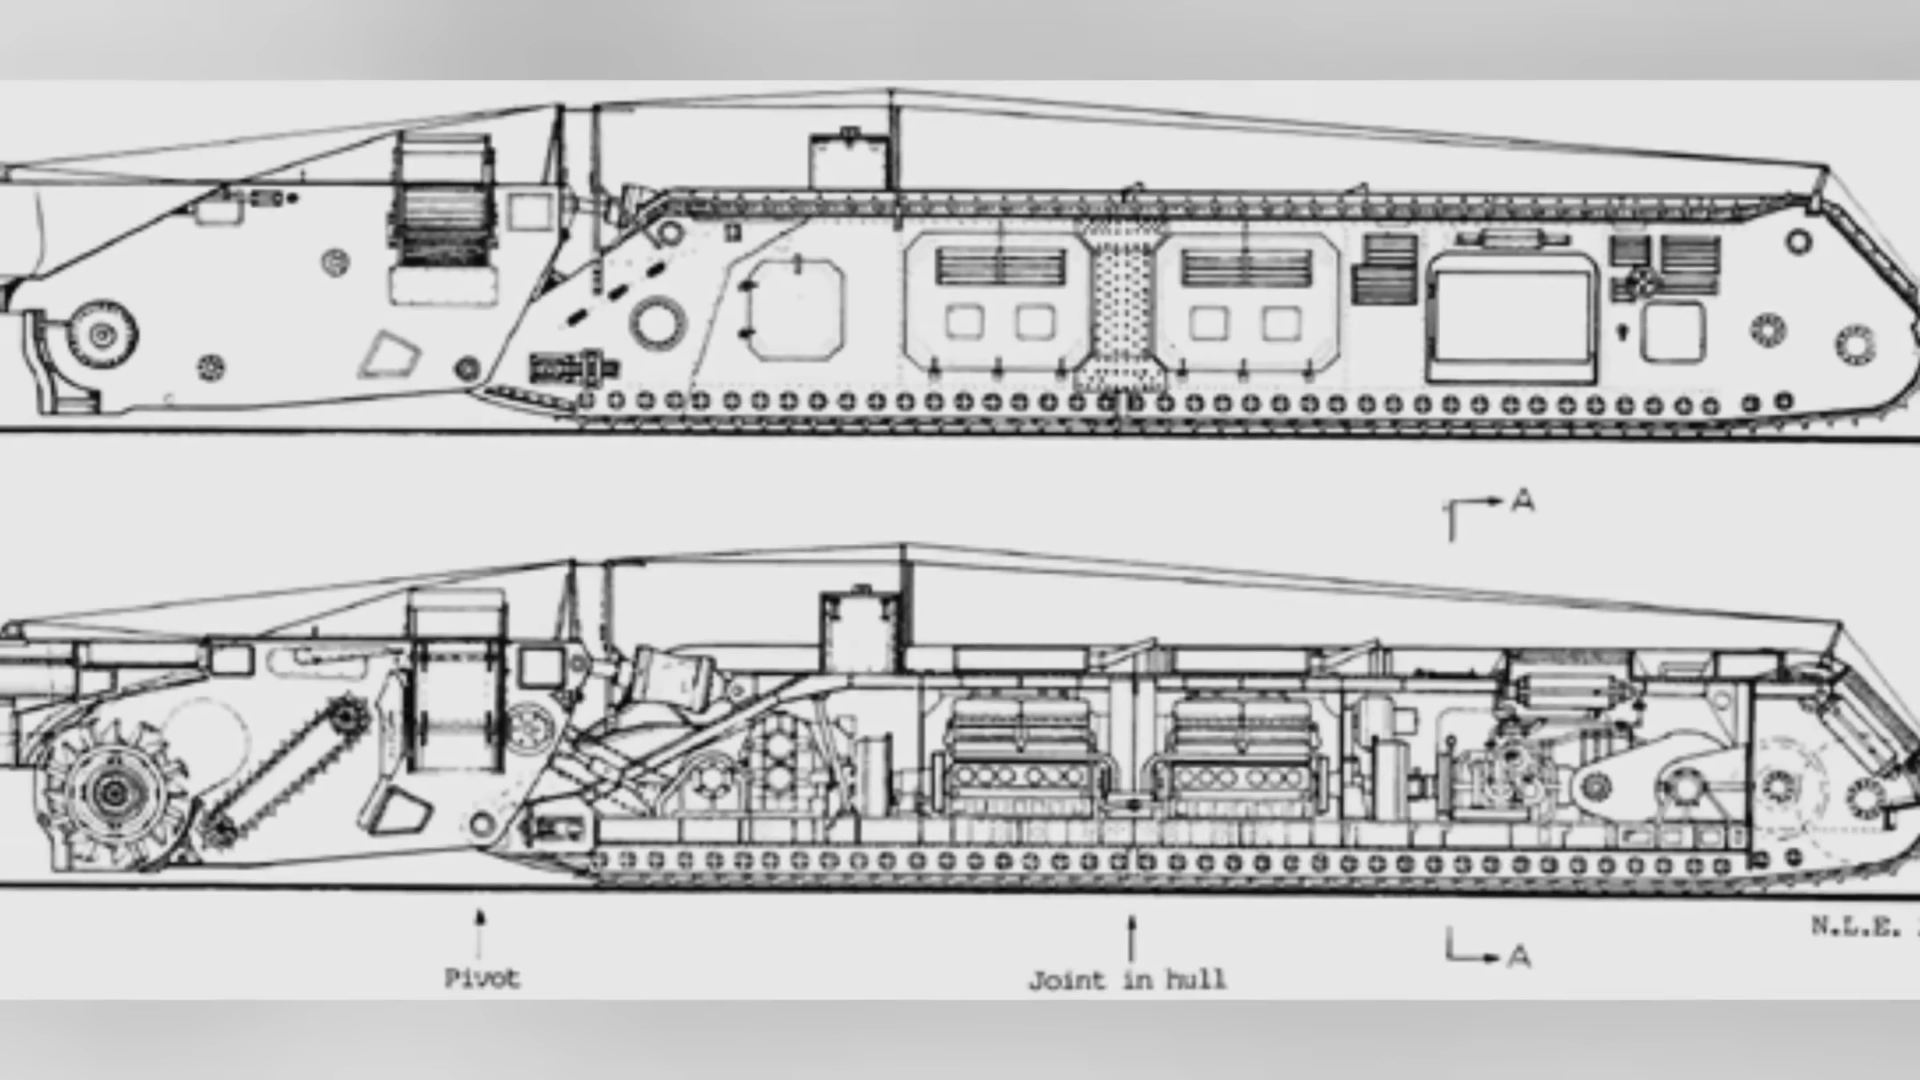 A
Pivot
Joint in hull
A
N.L.E.